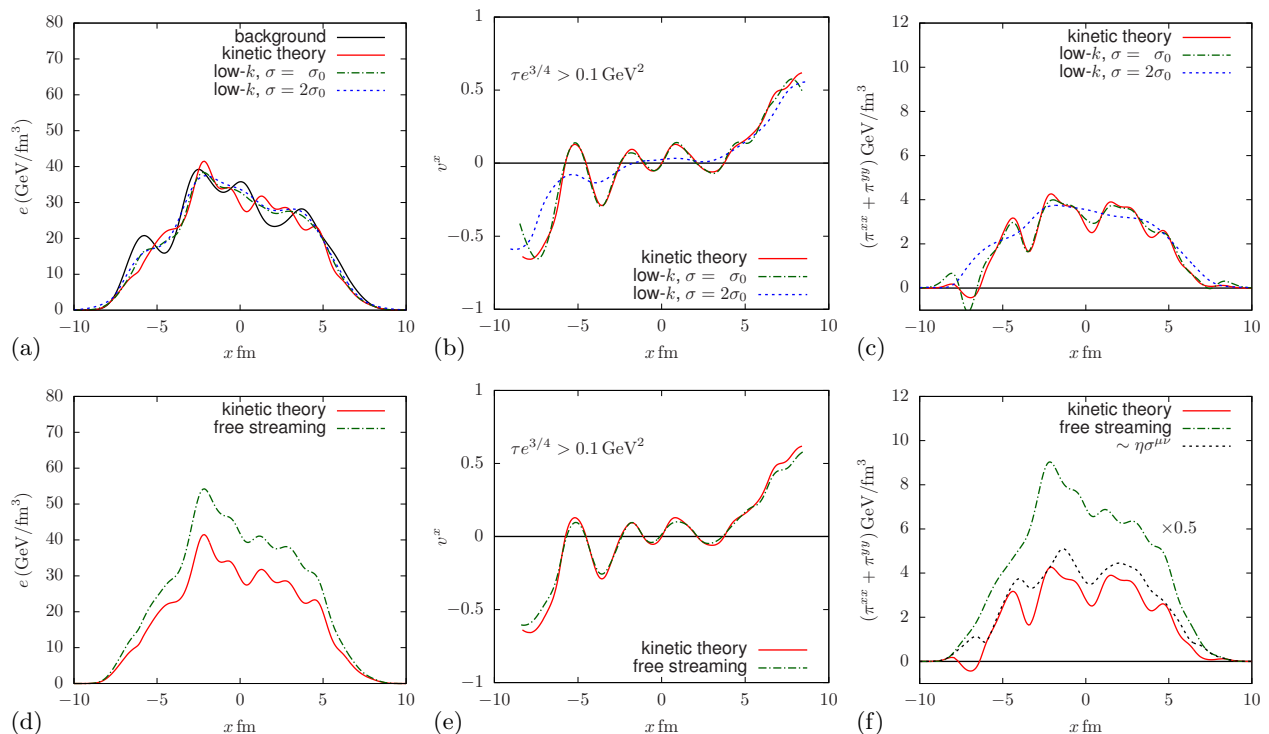 background
kinetic theory
low-k, σ = σ₀
low-k, σ = 2σ₀
e (GeV/fm³)
80
70
60
50
40
30
20
10
0
−10 −5 0 5 10
x fm
(a)
τe^{3/4} > 0.1 GeV²
v^x
1
0.5
0
−0.5
−1
kinetic theory
low-k, σ = σ₀
low-k, σ = 2σ₀
−10 −5 0 5 10
x fm
(b)
kinetic theory
low-k, σ = σ₀
low-k, σ = 2σ₀
(π^{xx} + π^{yy}) GeV/fm³
12
10
8
6
4
2
0
−10 −5 0 5 10
x fm
(c)
kinetic theory
free streaming
e (GeV/fm³)
80
70
60
50
40
30
20
10
0
−10 −5 0 5 10
x fm
(d)
τe^{3/4} > 0.1 GeV²
v^x
1
0.5
0
−0.5
−1
kinetic theory
free streaming
−10 −5 0 5 10
x fm
(e)
kinetic theory
free streaming
∼ ησ^{μν}
×0.5
(π^{xx} + π^{yy}) GeV/fm³
12
10
8
6
4
2
0
−10 −5 0 5 10
x fm
(f)